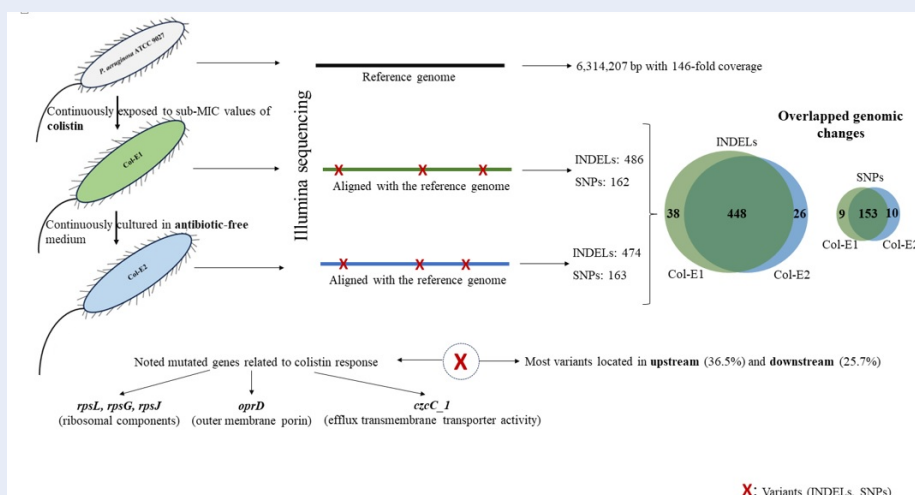 P. aeruginosa ATCC 9027
Reference genome
6,314,207 bp with 146-fold coverage
Continuously exposed to sub-MIC values of
colistin
Illumina sequencing
Overlapped genomic
changes
Col-E1
X X X
Aligned with the reference genome
INDELs: 486
SNPs: 162
INDELs
38 448 26
Col-E1 Col-E2
SNPs
9 153 10
Col-E1 Col-E2
Continuously cultured in antibiotic-free
medium
Col-E2
X X X
Aligned with the reference genome
INDELs: 474
SNPs: 163
Noted mutated genes related to colistin response
X
Most variants located in upstream (36.5%) and downstream (25.7%)
rpsL, rpsG, rpsJ
(ribosomal components)
oprD
(outer membrane porin)
czcC_1
(efflux transmembrane transporter activity)
X: Variants (INDELs, SNPs)